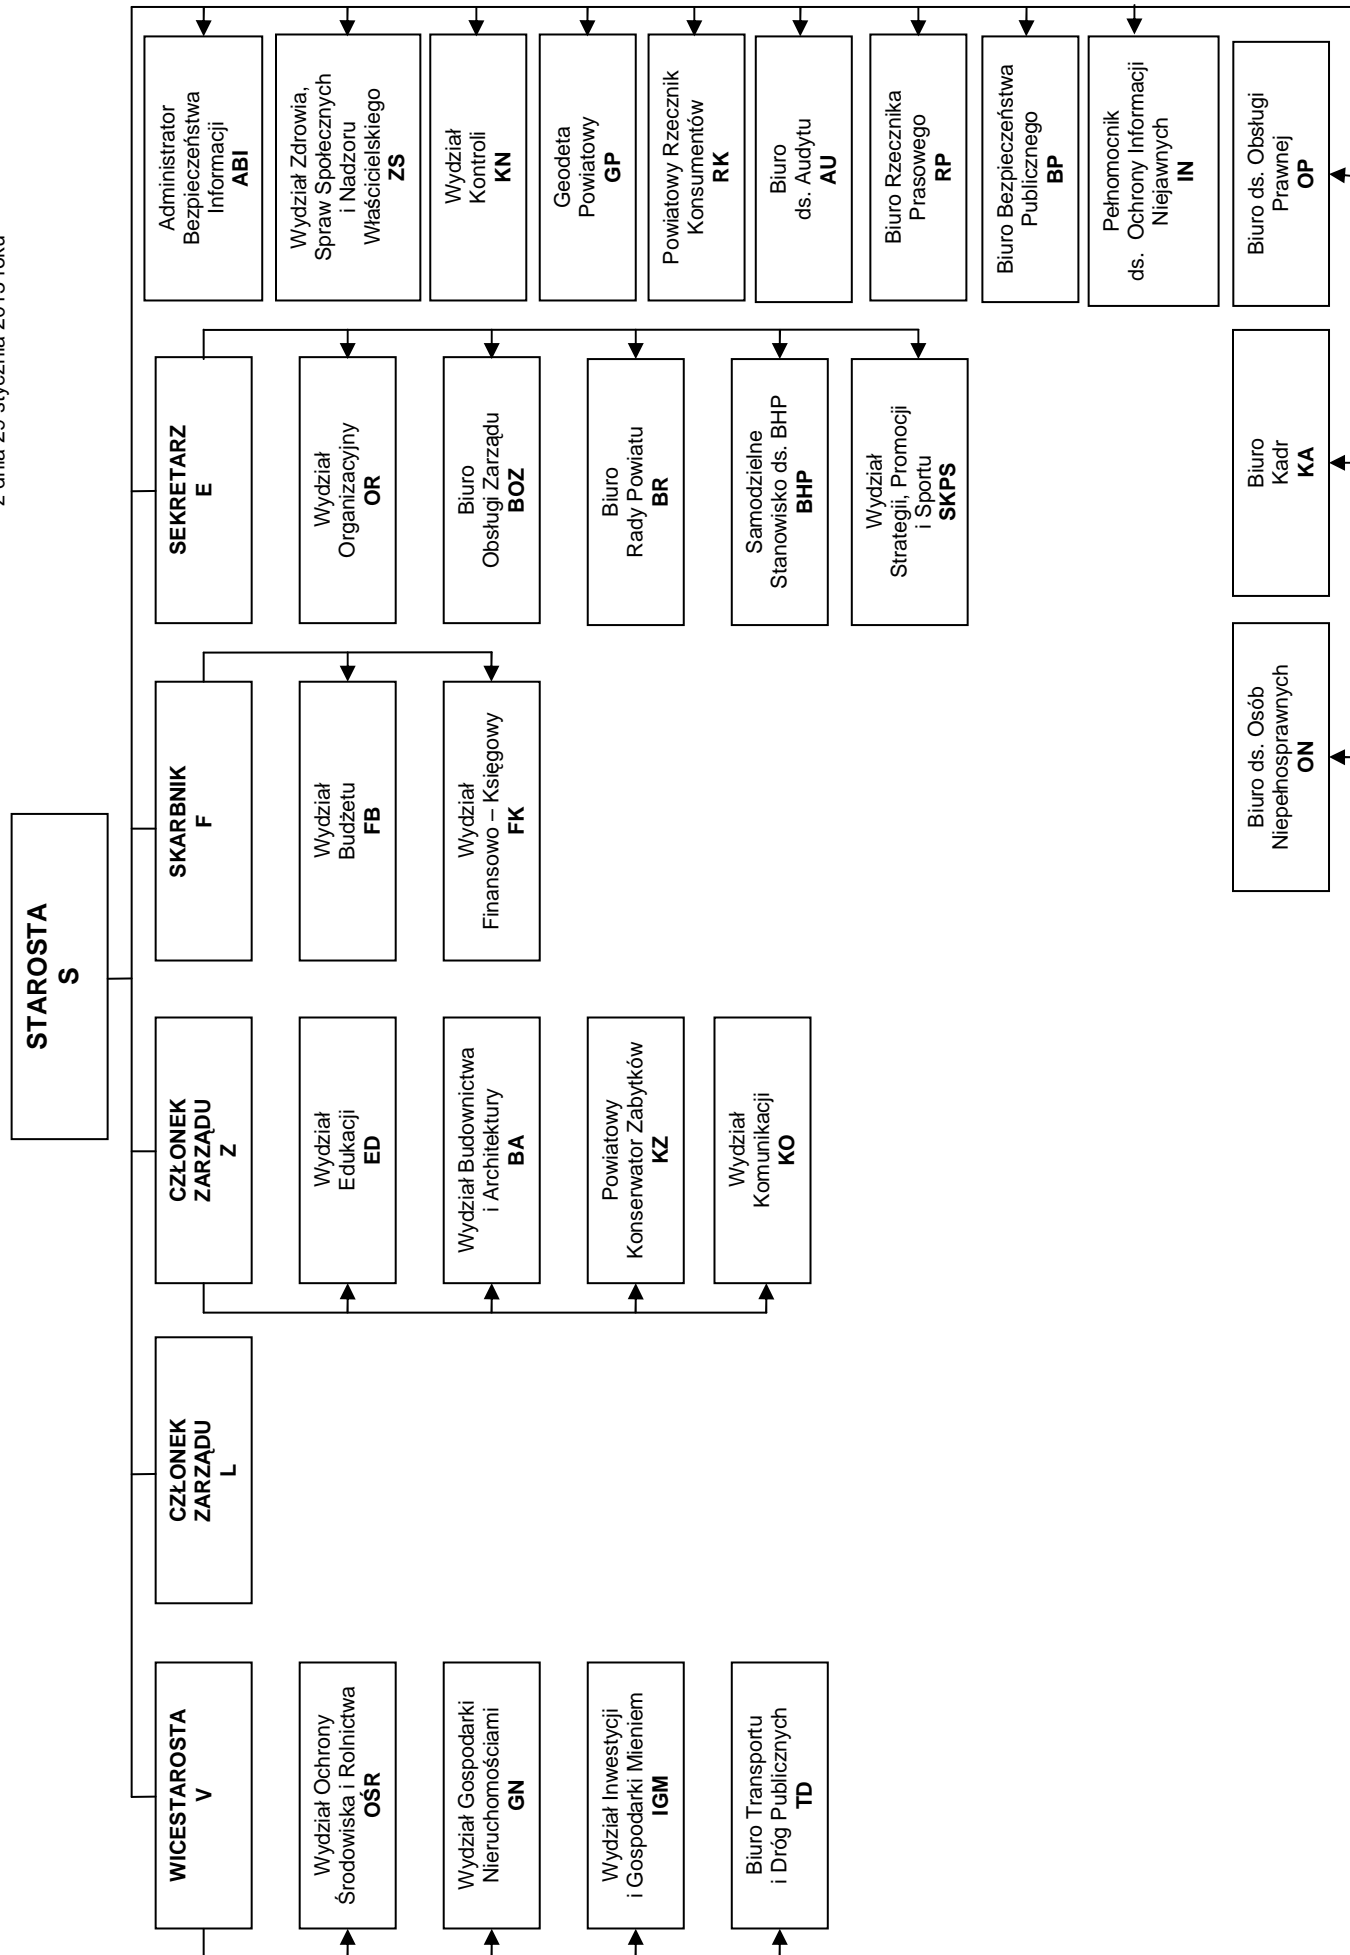 STAROSTA
S
WICESTAROSTA
V
Wydział Ochrony
Środowiska i Rolnictwa
OŚR
Wydział Gospodarki
Nieruchomościami
GN
Wydział Inwestycji
i Gospodarki Mieniem
IGM
Biuro Transportu
i Dróg Publicznych
TD
CZŁONEK
ZARZĄDU
L
CZŁONEK
ZARZĄDU
Z
Wydział
Edukacji
ED
Wydział Budownictwa
i Architektury
BA
Powiatowy
Konserwator Zabytków
KZ
Wydział
Komunikacji
KO
SKARBNIK
F
Wydział
Budżetu
FB
Wydział
Finansowo – Księgowy
FK
SEKRETARZ
E
Wydział
Organizacyjny
OR
Biuro
Obsługi Zarządu
BOZ
Biuro
Rady Powiatu
BR
Samodzielne
Stanowisko ds. BHP
BHP
Wydział
Strategii, Promocji
i Sportu
SKPS
Administrator
Bezpieczeństwa
Informacji
ABI
Wydział Zdrowia,
Spraw Społecznych
i Nadzoru
Właścicielskiego
ZS
Wydział
Kontroli
KN
Geodeta
Powiatowy
GP
Powiatowy Rzecznik
Konsumentów
RK
Biuro
ds. Audytu
AU
Biuro Rzecznika
Prasowego
RP
Biuro Bezpieczeństwa
Publicznego
BP
Pełnomocnik
ds. Ochrony Informacji
Niejawnych
IN
Biuro ds. Osób
Niepełnosprawnych
ON
Biuro
Kadr
KA
Biuro ds. Obsługi
Prawnej
OP